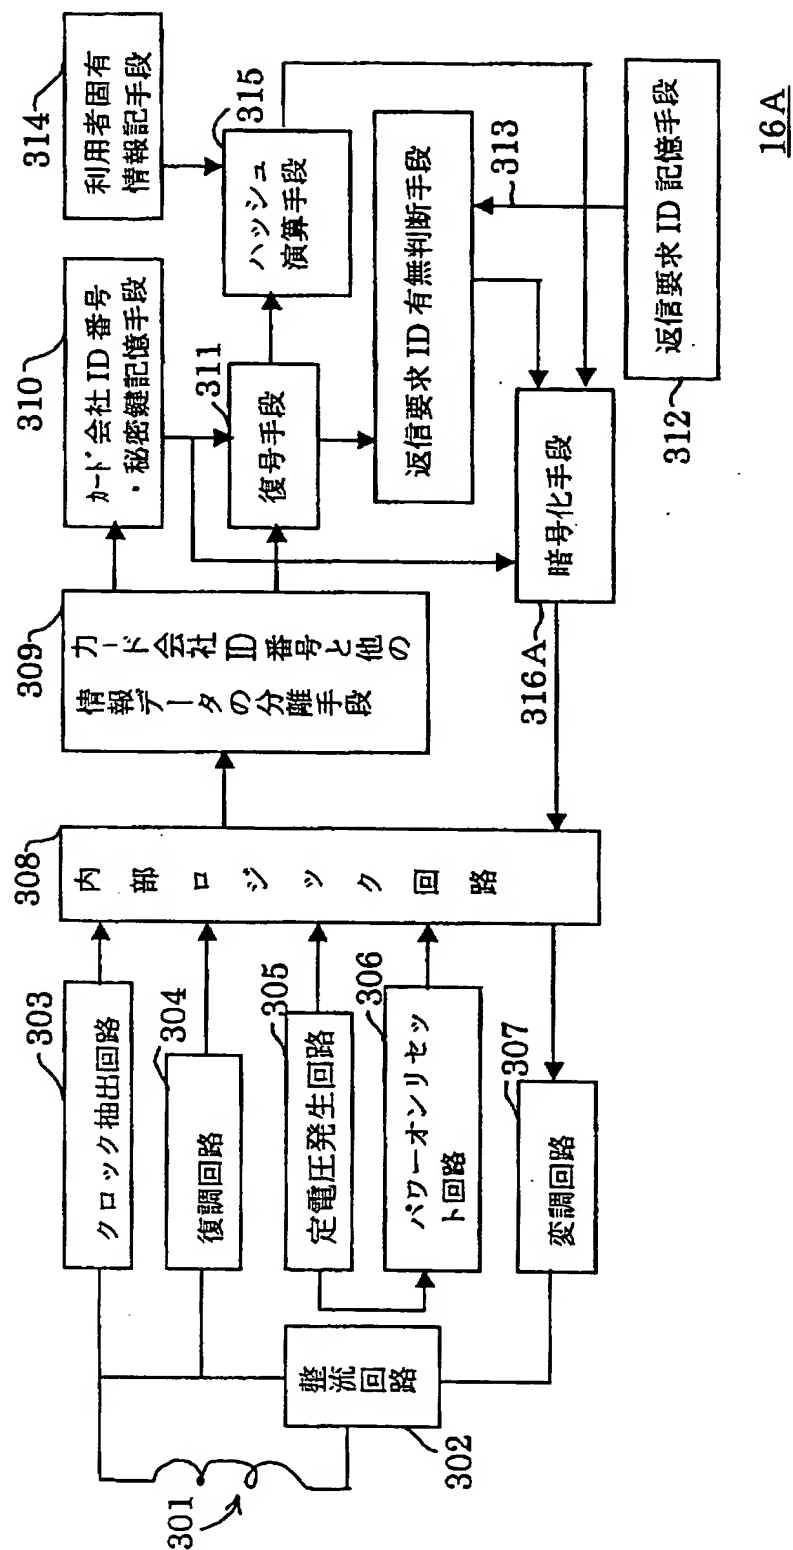 301
整流回路
302
303
クロック抽出回路
304
復調回路
305
定電圧発生回路
306
パワーオンリセッ
ト回路
307
変調回路
308
内部ロジック回路
309
カード会社ID番号と他の
情報データの分離手段
310
カード会社ID番号
・秘密鍵記憶手段
311
復号手段
314
利用者固有
情報記手段
315
ハッシュ
演算手段
返信要求ID有無判断手段
313
316A
暗号化手段
返信要求ID記憶手段
312
16A